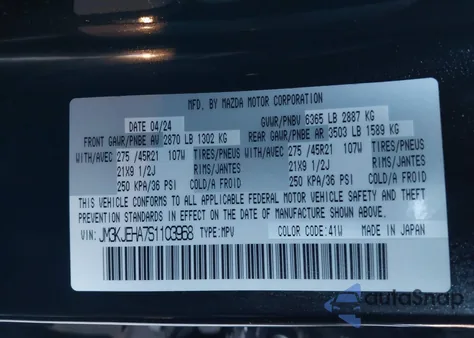 MFD. BY MAZDA MOTOR CORPORATION
DATE 04/24 GVWR/PNBV 6365 LB 2887 KG
FRONT GAWR/PNBE AV 2870 LB 1302 KG REAR GAWR/PNBE AR 3503 LB 1589 KG
WITH/AVEC 275 /45R21 107W TIRES/PNEUS WITH/AVEC 275 /45R21 107W TIRES/PNEUS
21X9 1/2J RIMS/JANTES 21X9 1/2J RIMS/JANTES
250 KPA/36 PSI COLD/A FROID 250 KPA/36 PSI COLD/A FROID
THIS VEHICLE CONFORMS TO ALL APPLICABLE FEDERAL MOTOR VEHICLE SAFETY AND THEFT
PREVENTION STANDARDS IN EFFECT ON THE DATE OF MANUFACTURE SHOWN ABOVE.
VIN: JM3KJEHA7S1103968 TYPE:MPV COLOR CODE:41W MADE IN JAPAN
autoSnap